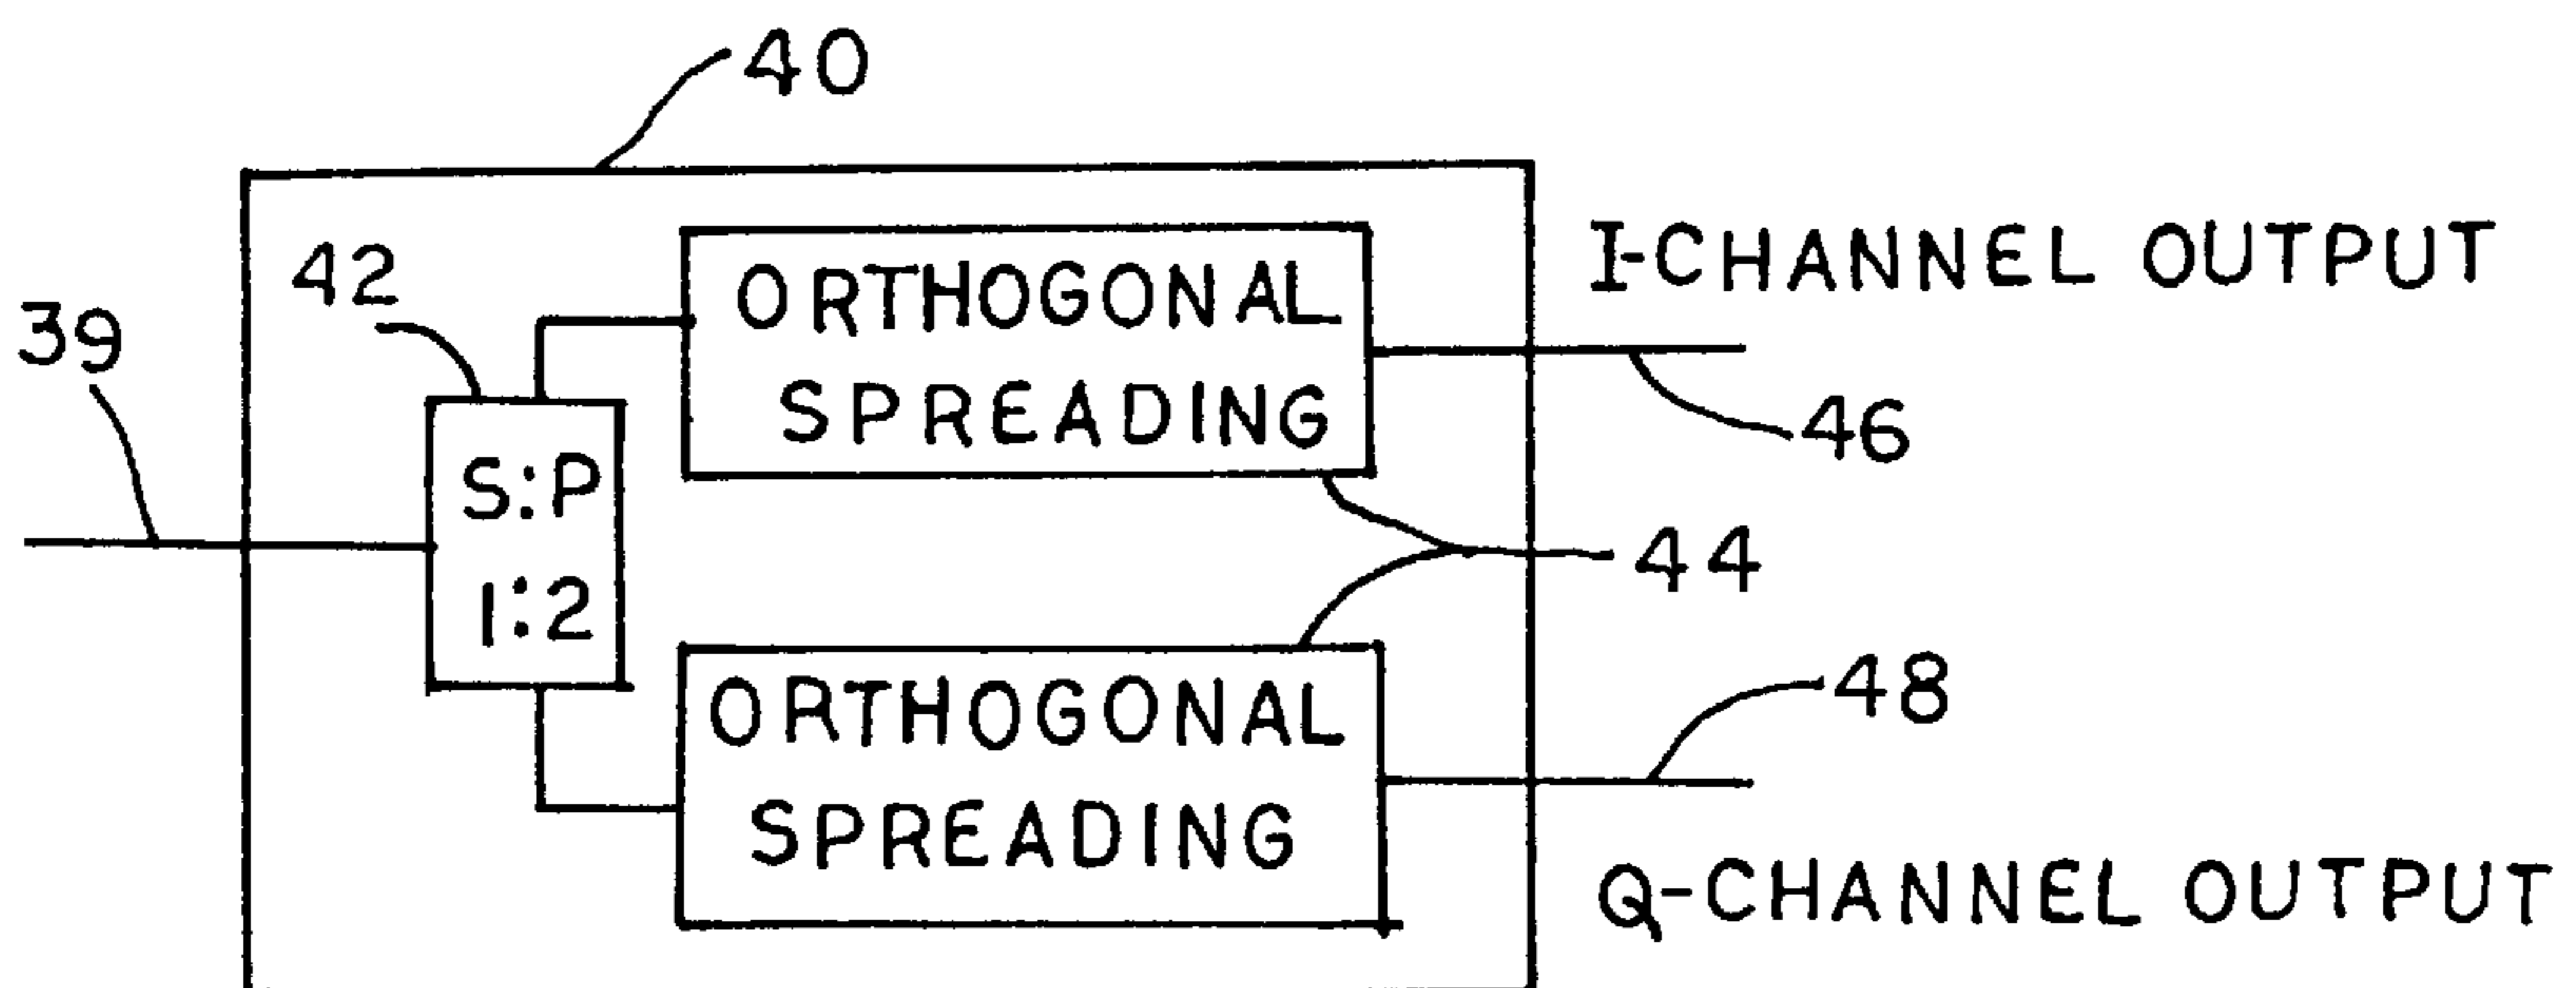 40
I-CHANNEL OUTPUT
42
ORTHOGONAL
SPREADING
39
46
S:P
1:2
44
48
ORTHOGONAL
SPREADING
Q-CHANNEL OUTPUT